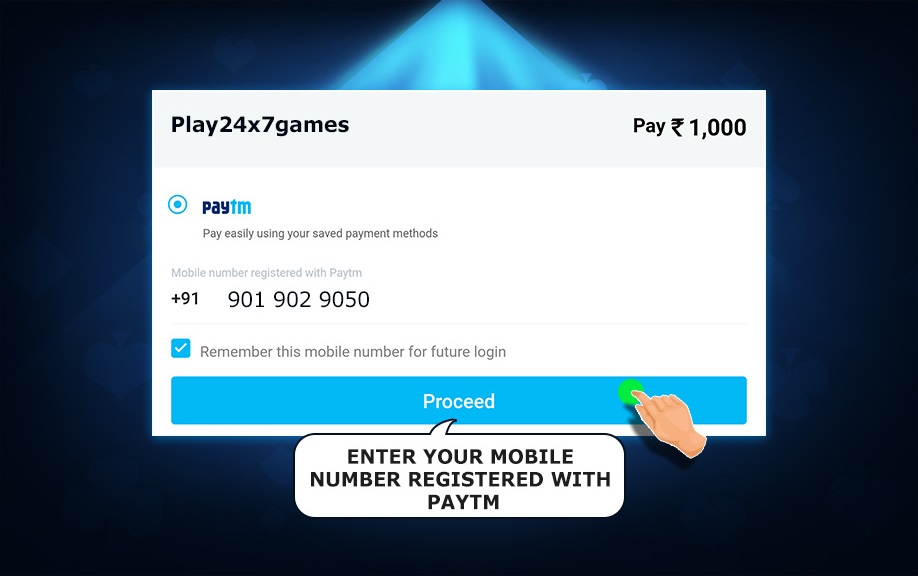 Play24x7games
Pay ₹ 1,000
paytm
Pay easily using your saved payment methods
Mobile number registered with Paytm
+91 901 902 9050
Remember this mobile number for future login
Proceed
ENTER YOUR MOBILE
NUMBER REGISTERED WITH
PAYTM